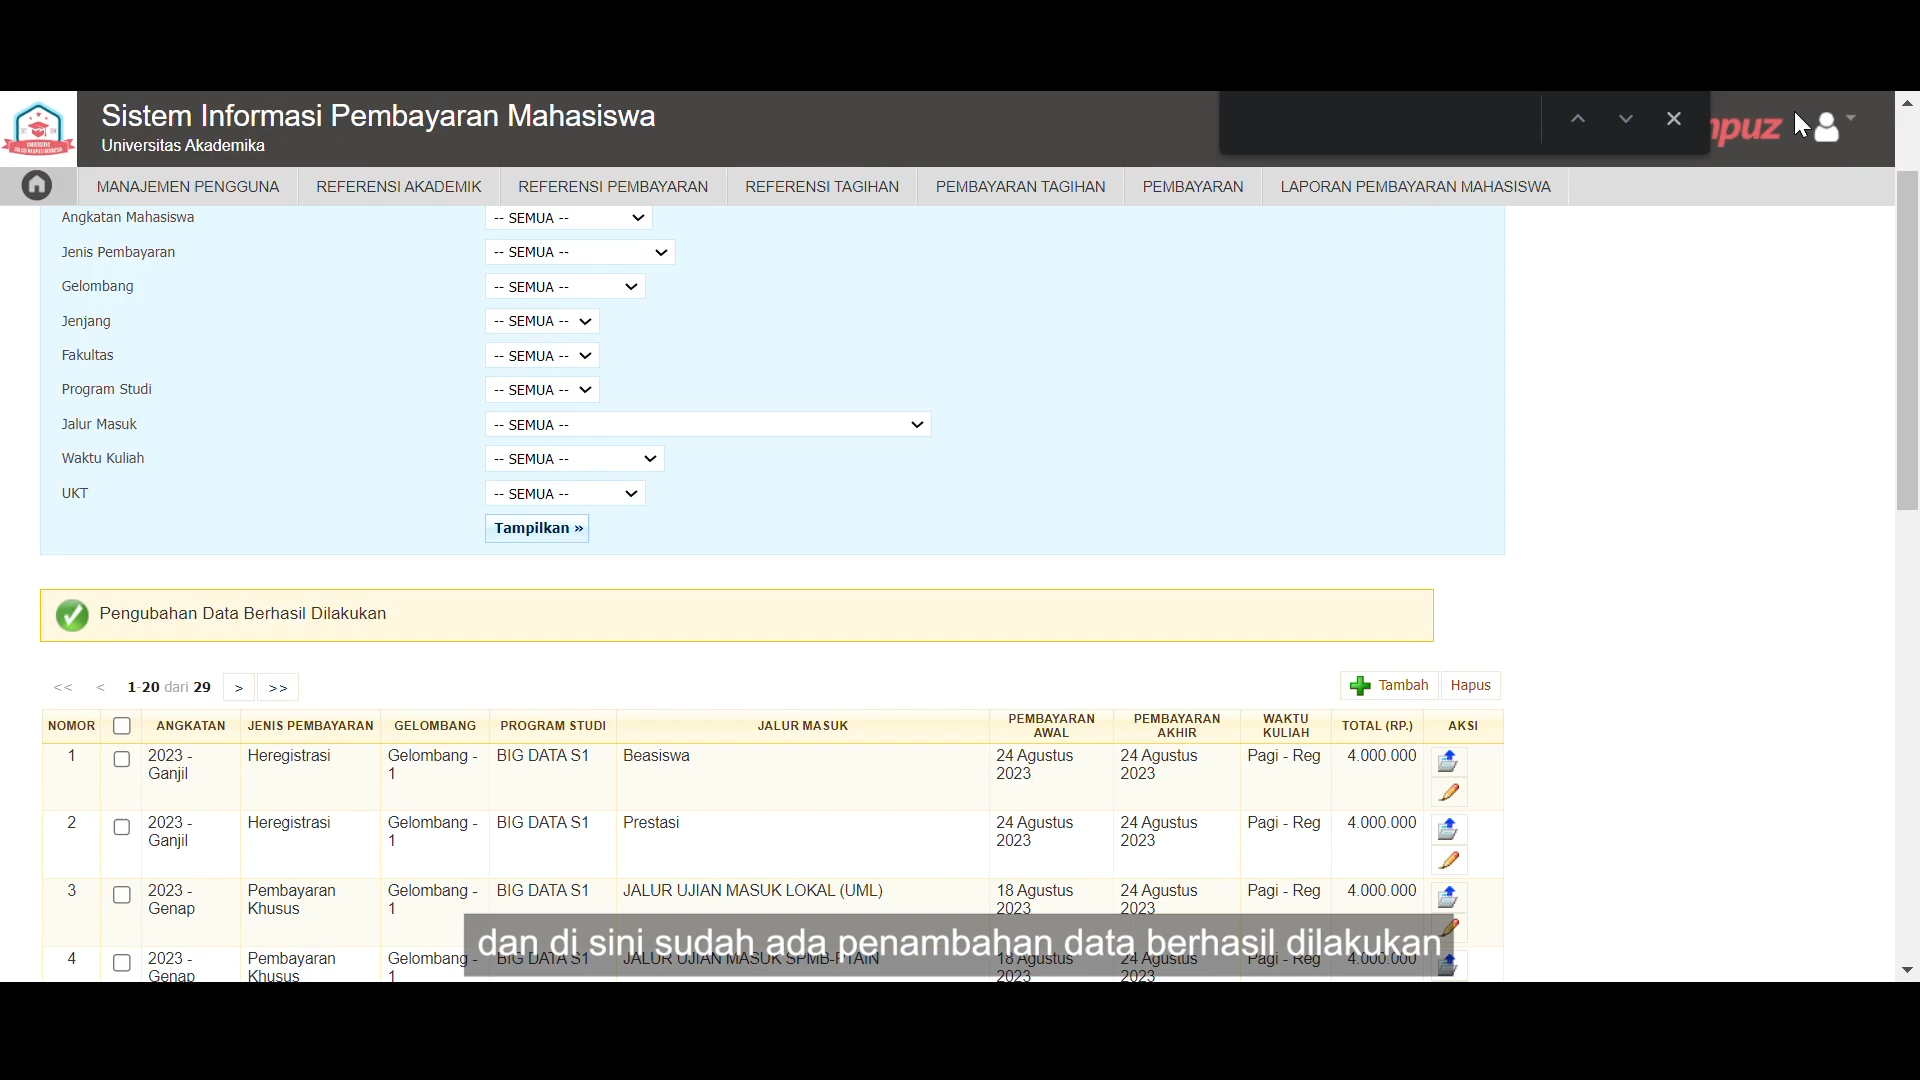 Sistem Informasi Pembayaran Mahasiswa
Universitas Akademika
MANAJEMEN PENGGUNA REFERENSI AKADEMIK REFERENSI PEMBAYARAN REFERENSI TAGIHAN PEMBAYARAN TAGIHAN PEMBAYARAN LAPORAN PEMBAYARAN MAHASISWA
Angkatan Mahasiswa -- SEMUA --
Jenis Pembayaran -- SEMUA --
Gelombang -- SEMUA --
Jenjang -- SEMUA --
Fakultas -- SEMUA --
Program Studi -- SEMUA --
Jalur Masuk -- SEMUA --
Waktu Kuliah -- SEMUA --
UKT -- SEMUA --
Tampilkan »
Pengubahan Data Berhasil Dilakukan
<< < 1-20 dari 29 > >> Tambah Hapus
NOMOR ANGKATAN JENIS PEMBAYARAN GELOMBANG PROGRAM STUDI JALUR MASUK PEMBAYARAN AWAL PEMBAYARAN AKHIR WAKTU KULIAH TOTAL (RP.) AKSI
1 2023 - Ganjil Heregistrasi Gelombang - 1 BIG DATA S1 Beasiswa 24 Agustus 2023 24 Agustus 2023 Pagi - Reg 4.000.000
2 2023 - Ganjil Heregistrasi Gelombang - 1 BIG DATA S1 Prestasi 24 Agustus 2023 24 Agustus 2023 Pagi - Reg 4.000.000
3 2023 - Genap Pembayaran Khusus Gelombang - 1 BIG DATA S1 JALUR UJIAN MASUK LOKAL (UML) 18 Agustus 2023 24 Agustus 2023 Pagi - Reg 4.000.000
4 2023 - Genap Pembayaran Khusus Gelombang - 1 BIG DATA S1 JALUR UJIAN MASUK SPMB-PTAIN 18 Agustus 2023 24 Agustus 2023 Pagi - Reg 4.000.000
dan di sini sudah ada penambahan data berhasil dilakukan